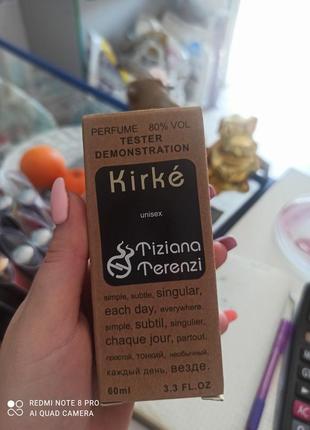 PERFUME 80% VOL
TESTER
DEMONSTRATION
Kirké
unisex
Tiziana
Terenzi
simple, subtle, singular,
each day, everywhere.
simple, subtil, singulier,
chaque jour, partout.
простой, тонкий, необычный,
каждый день, везде.
60ml 3.3 FL.OZ
REDMI NOTE 8 PRO
AI QUAD CAMERA